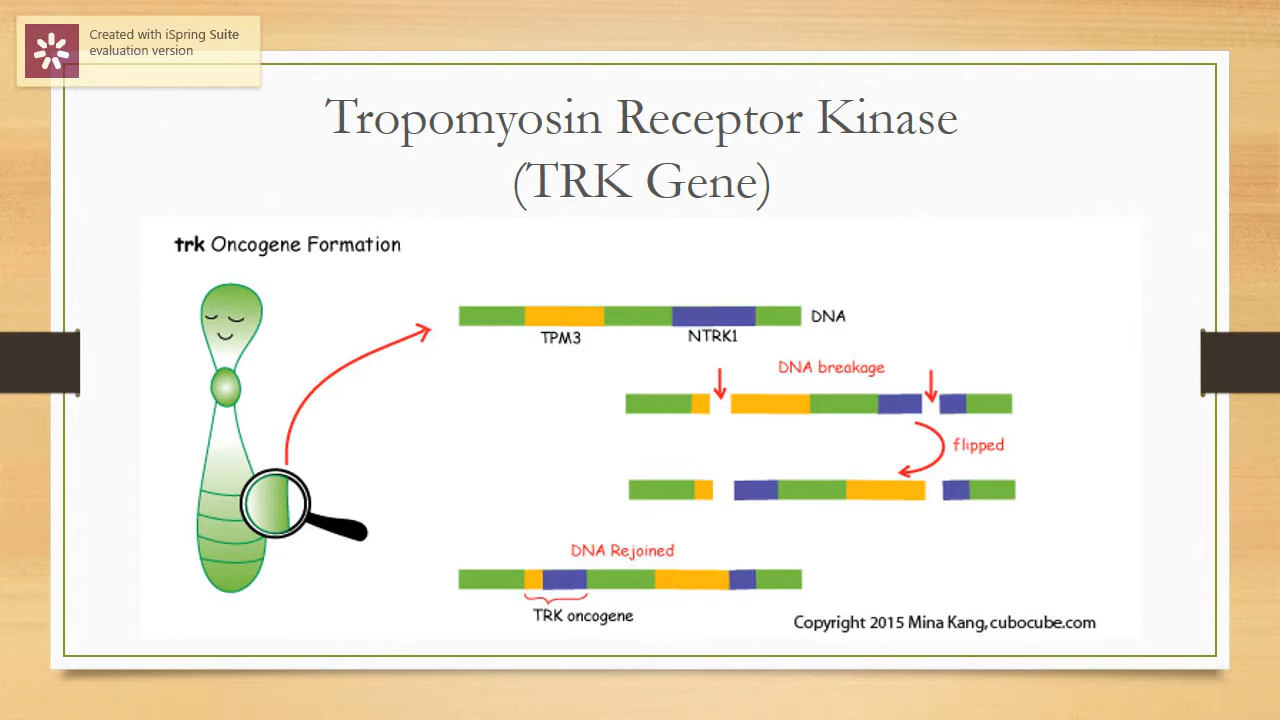 Created with iSpring Suite
evaluation version
Tropomyosin Receptor Kinase
(TRK Gene)
trk Oncogene Formation
DNA
TPM3
NTRK1
DNA breakage
flipped
DNA Rejoined
TRK oncogene
Copyright 2015 Mina Kang, cubocube.com